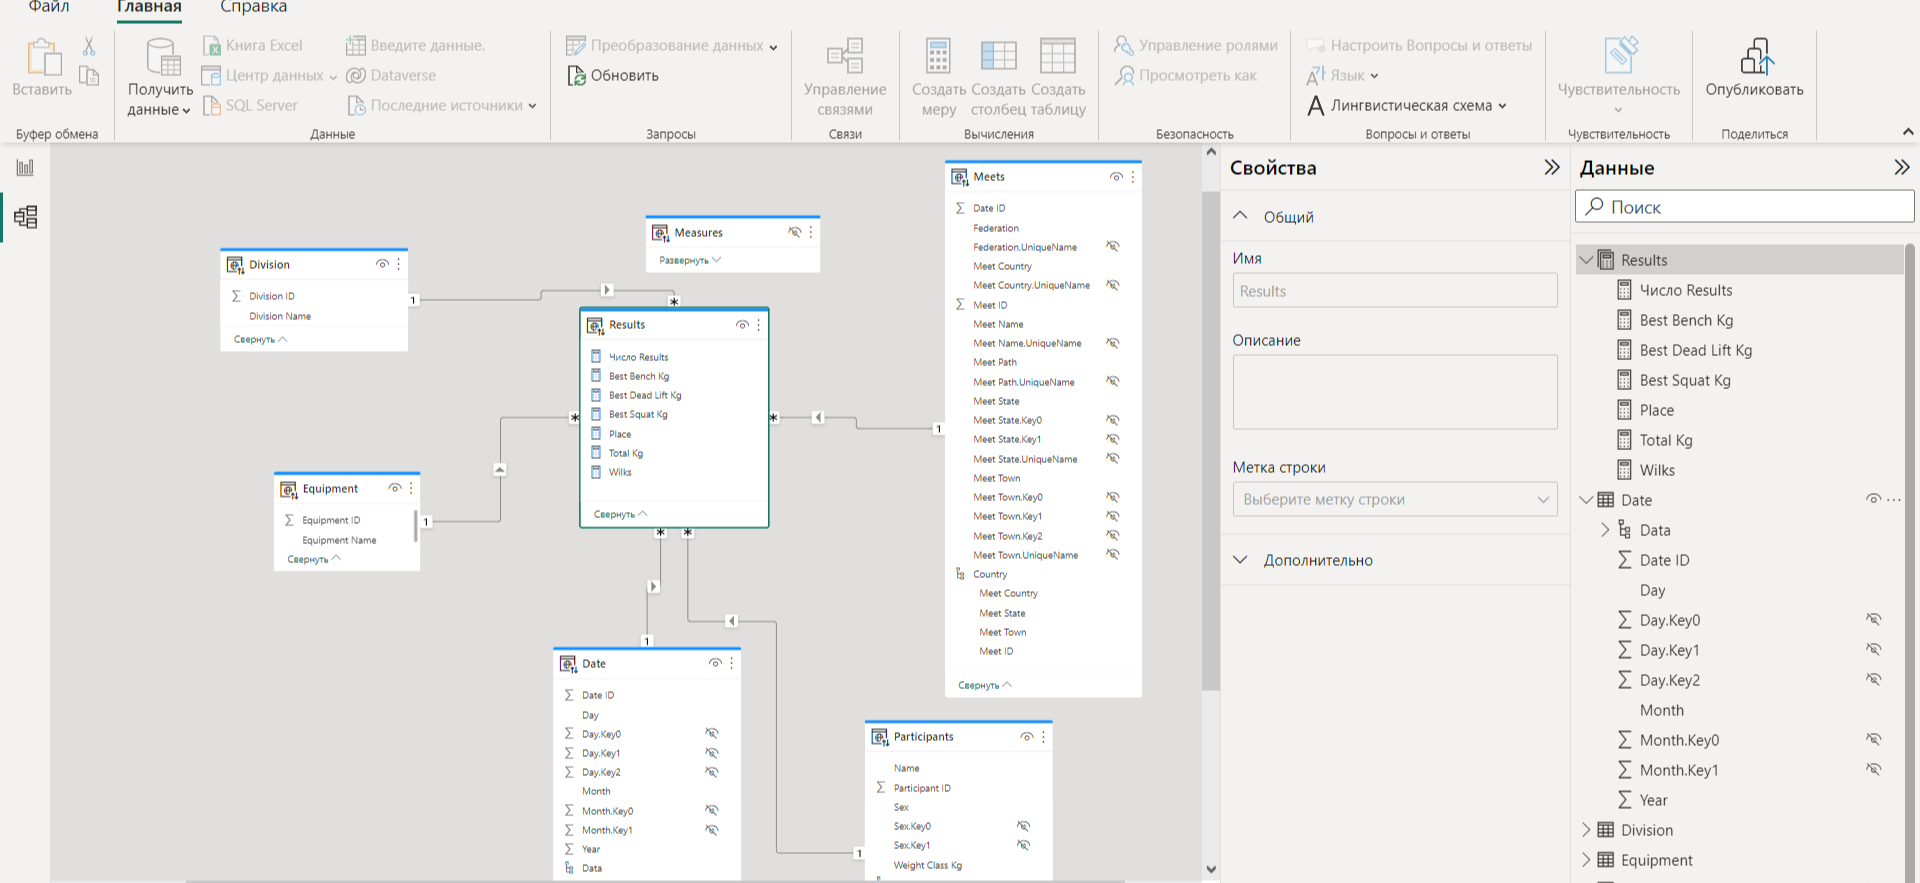 Файл
Главная
Справка
Вставить
Буфер обмена
Получить
данные
Книга Excel
Центр данных
SQL Server
Введите данные.
Dataverse
Последние источники
Данные
Преобразование данных
Обновить
Запросы
Управление
связями
Связи
Создать
меру
Создать
столбец
Создать
таблицу
Вычисления
Управление ролями
Просмотреть как
Безопасность
Настроить Вопросы и ответы
Язык
Лингвистическая схема
Вопросы и ответы
Чувствительность
Чувствительность
Опубликовать
Поделиться
Division
Division ID
Division Name
Свернуть
1
Measures
Развернуть
*
Results
Число Results
Best Bench Kg
Best Dead Lift Kg
Best Squat Kg
Place
Total Kg
Wilks
Свернуть
*
*
*
*
Equipment
Equipment ID
Equipment Name
Свернуть
1
Meets
Date ID
Federation
Federation.UniqueName
Meet Country
Meet Country.UniqueName
Meet ID
Meet Name
Meet Name.UniqueName
Meet Path
Meet Path.UniqueName
Meet State
Meet State.Key0
Meet State.Key1
Meet State.UniqueName
Meet Town
Meet Town.Key0
Meet Town.Key1
Meet Town.Key2
Meet Town.UniqueName
Country
Meet Country
Meet State
Meet Town
Meet ID
Свернуть
1
1
Date
Date ID
Day
Day.Key0
Day.Key1
Day.Key2
Month
Month.Key0
Month.Key1
Year
Data
Participants
Name
Participant ID
Sex
Sex.Key0
Sex.Key1
Weight Class Kg
1
Свойства
Общий
Имя
Results
Описание
Метка строки
Выберите метку строки
Дополнительно
Данные
Поиск
Results
Число Results
Best Bench Kg
Best Dead Lift Kg
Best Squat Kg
Place
Total Kg
Wilks
Date
Data
Date ID
Day
Day.Key0
Day.Key1
Day.Key2
Month
Month.Key0
Month.Key1
Year
Division
Equipment